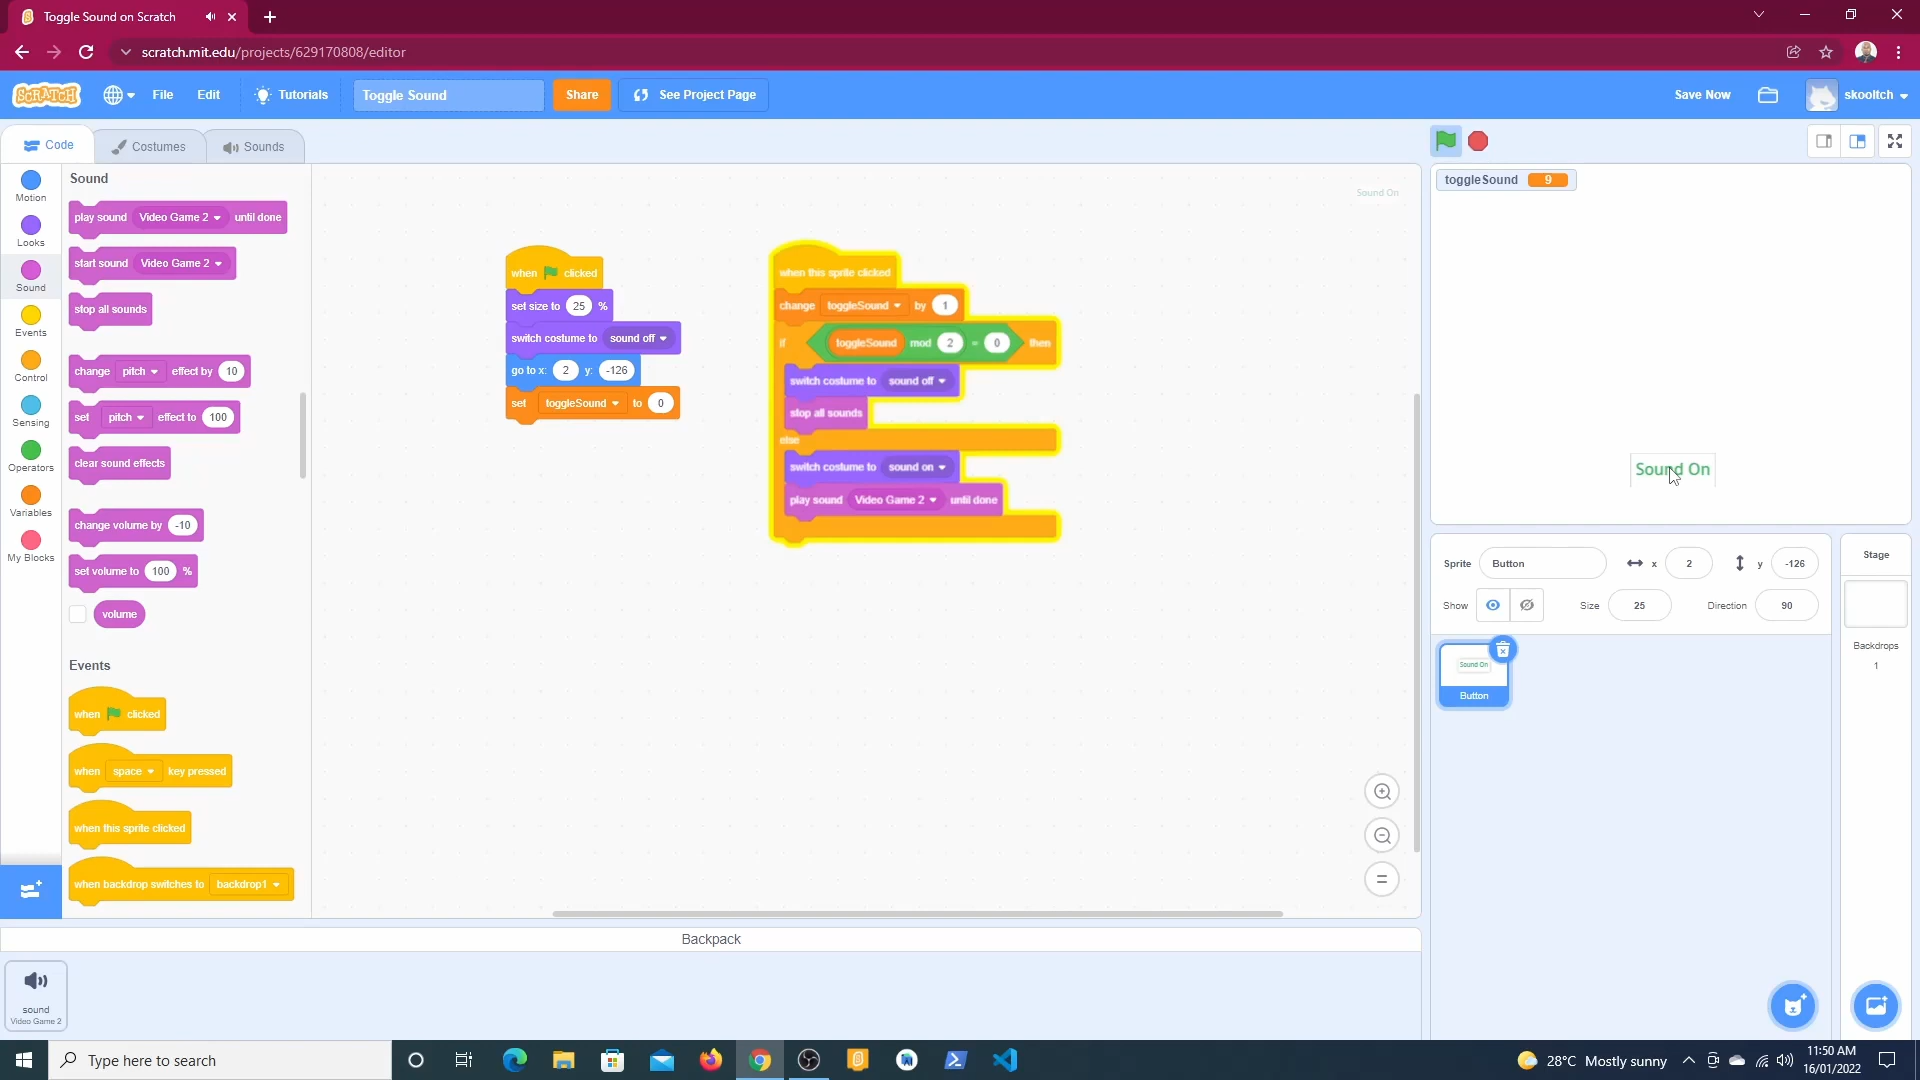 Toggle Sound on Scratch
scratch.mit.edu/projects/629170808/editor
SCRATCH File Edit Tutorials Toggle Sound Share See Project Page Save Now skooltch
Code Costumes Sounds
Motion
Looks
Sound
Events
Control
Sensing
Operators
Variables
My Blocks
Sound
play sound Video Game 2 until done
start sound Video Game 2
stop all sounds
change pitch effect by 10
set pitch effect to 100
clear sound effects
change volume by -10
set volume to 100 %
volume
Events
when clicked
when space key pressed
when this sprite clicked
when backdrop switches to backdrop1
when clicked
set size to 25 %
switch costume to sound off
go to x: 2 y: -126
set toggleSound to 0
when this sprite clicked
change toggleSound by 1
if toggleSound mod 2 = 0 then
switch costume to sound off
stop all sounds
else
switch costume to sound on
play sound Video Game 2 until done
Sound On
toggleSound 9
Sound On
Sprite Button x 2 y -126
Show Size 25 Direction 90
Sound On
Button
Stage
Backdrops
1
Backpack
sound
Video Game 2
Type here to search
28°C Mostly sunny
11:50 AM
16/01/2022